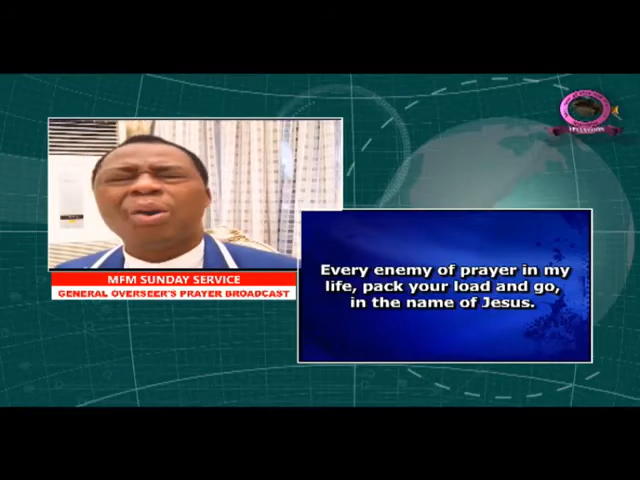 MFM SUNDAY SERVICE
GENERAL OVERSEER'S PRAYER BROADCAST
Every enemy of prayer in my
life, pack your load and go,
in the name of Jesus.